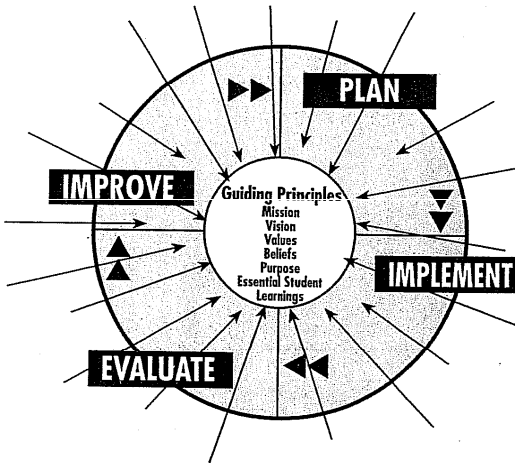 PLAN
IMPROVE
Guiding Principles
Mission
Vision
Values
Beliefs
Purpose
Essential Student
Learnings
IMPLEMENT
EVALUATE